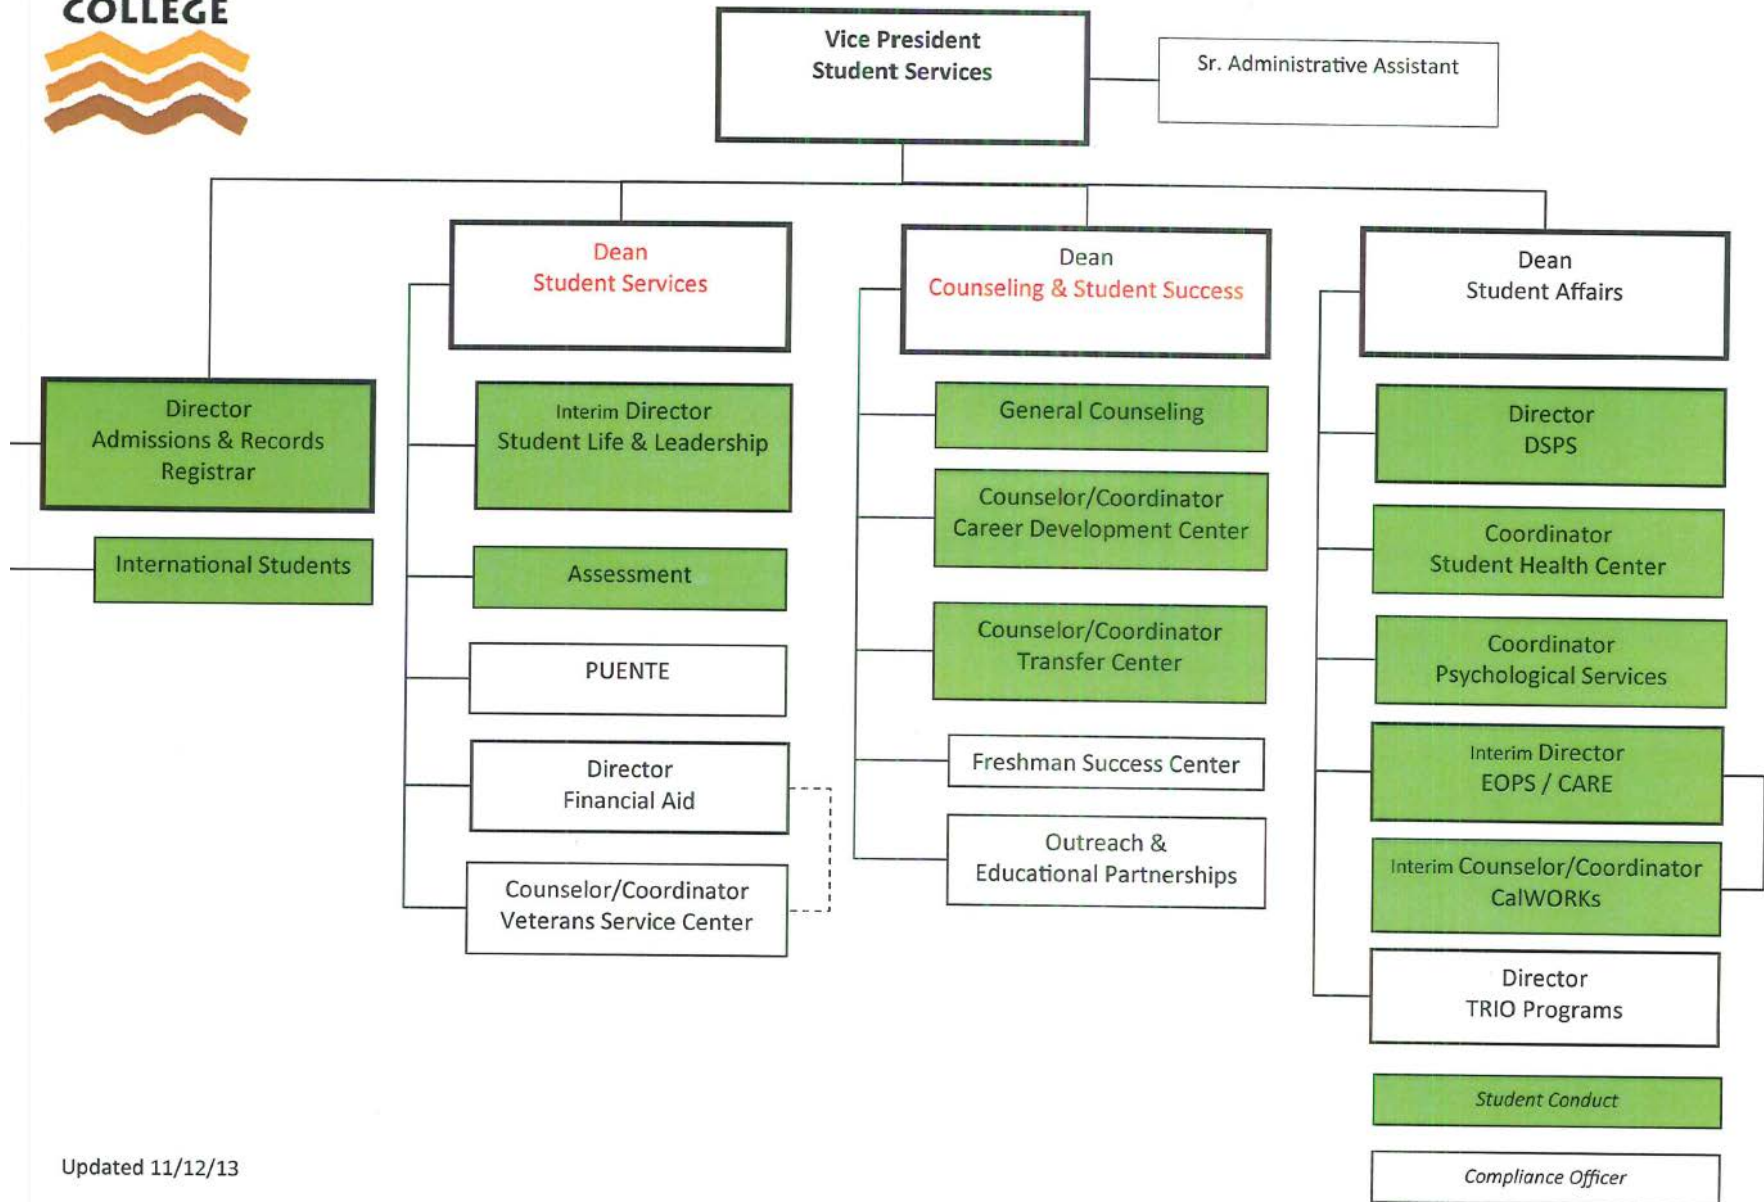 COLLEGE
Vice President
Student Services
Sr. Administrative Assistant
Dean
Student Services
Dean
Counseling & Student Success
Dean
Student Affairs
Director
Admissions & Records
Registrar
International Students
Interim Director
Student Life & Leadership
Assessment
PUENTE
Director
Financial Aid
Counselor/Coordinator
Veterans Service Center
General Counseling
Counselor/Coordinator
Career Development Center
Counselor/Coordinator
Transfer Center
Freshman Success Center
Outreach &
Educational Partnerships
Director
DSPS
Coordinator
Student Health Center
Coordinator
Psychological Services
Interim Director
EOPS / CARE
Interim Counselor/Coordinator
CalWORKs
Director
TRIO Programs
Student Conduct
Compliance Officer
Updated 11/12/13